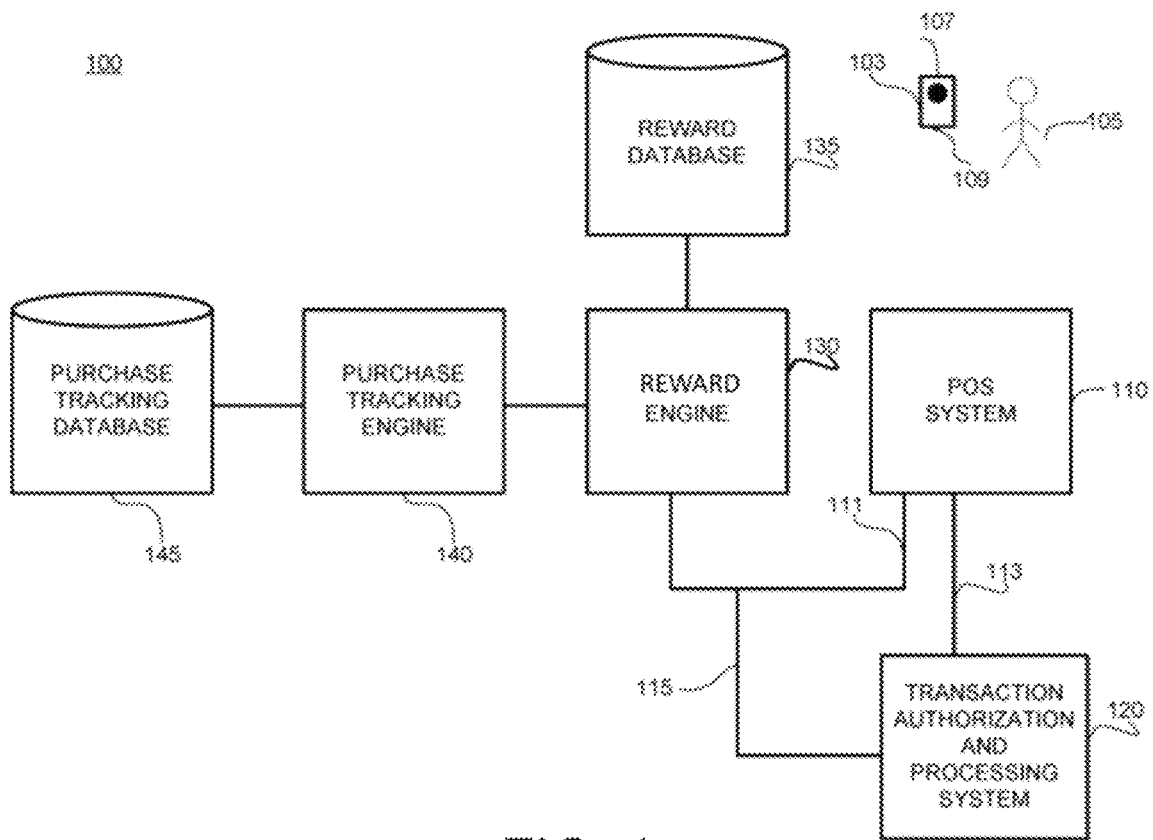 100
107
103
105
109
REWARD
DATABASE
135
PURCHASE
TRACKING
DATABASE
145
PURCHASE
TRACKING
ENGINE
140
REWARD
ENGINE
130
POS
SYSTEM
110
111
113
115
TRANSACTION
AUTHORIZATION
AND
PROCESSING
SYSTEM
120